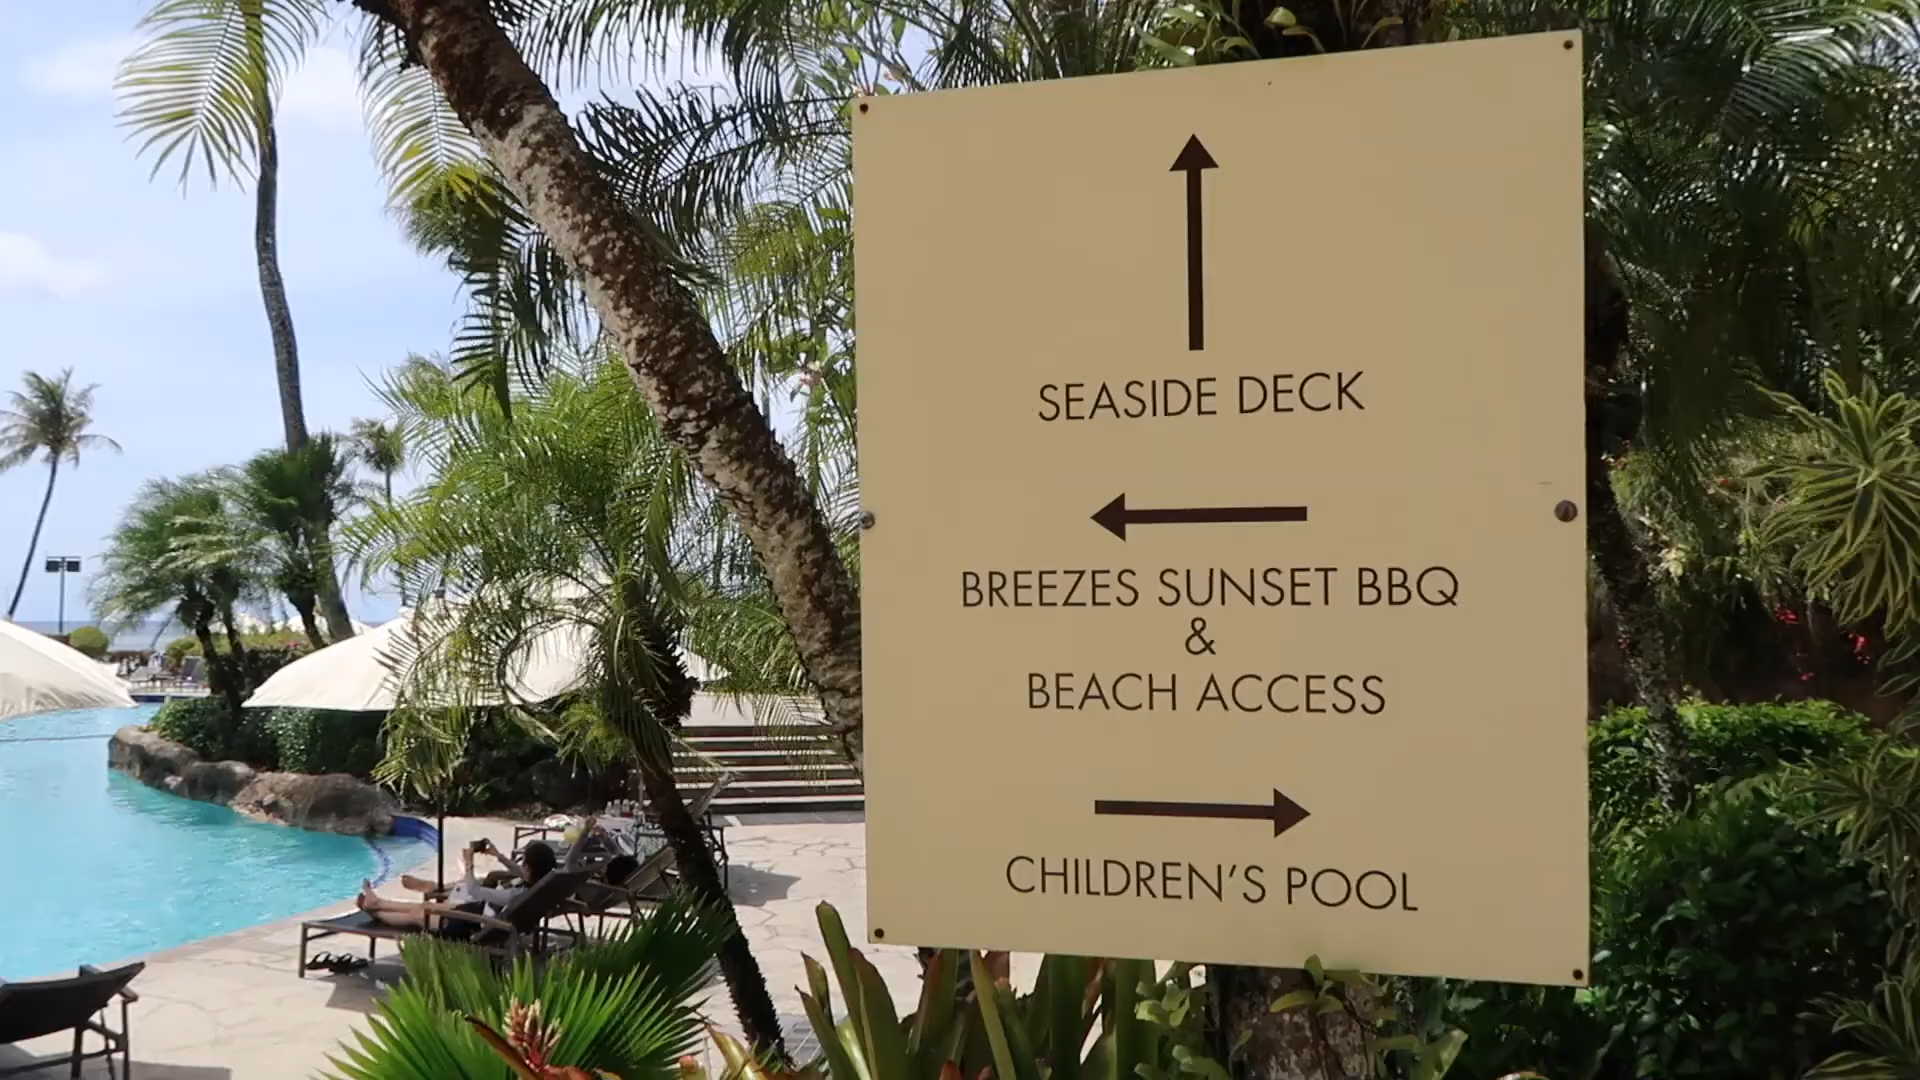 SEASIDE DECK
BREEZES SUNSET BBQ
&
BEACH ACCESS
CHILDREN'S POOL